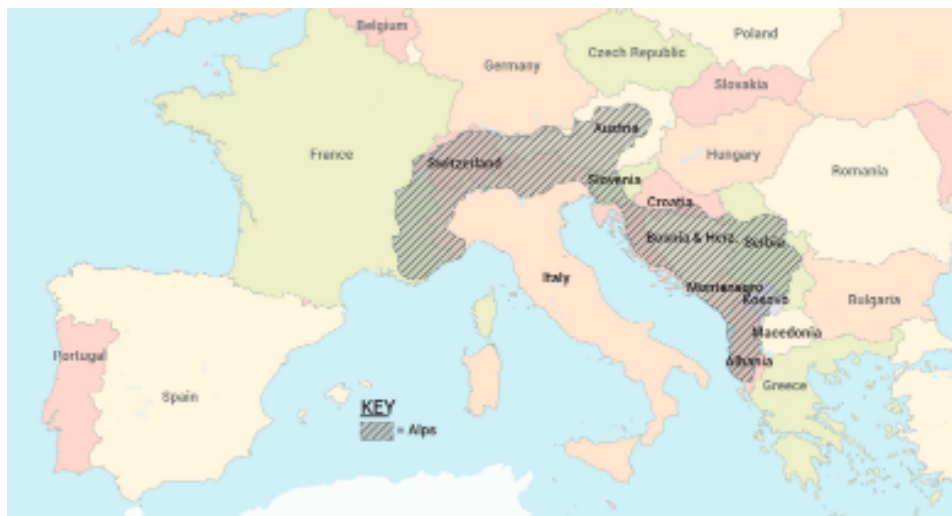 Belgium
Poland
Germany
Czech Republic
Slovakia
Austria
France
Switzerland
Hungary
Romania
Slovenia
Croatia
Bosnia & Herz.
Serbia
Italy
Montenegro
Kosovo
Bulgaria
Macedonia
Portugal
Albania
Greece
Spain
KEY
= Alps